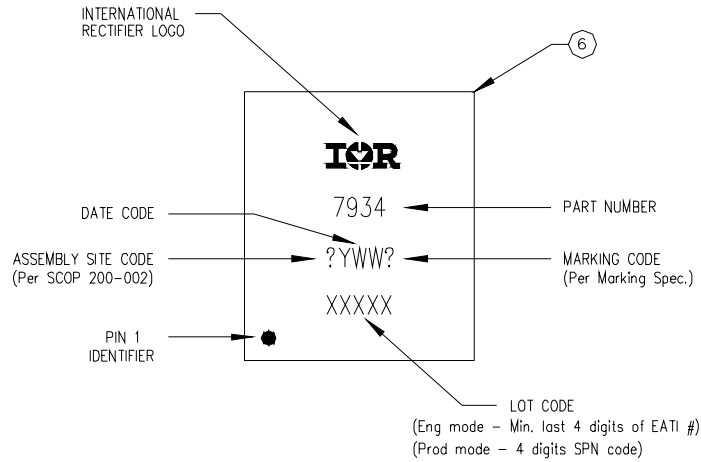 INTERNATIONAL
RECTIFIER LOGO
6
IOR
7934
PART NUMBER
DATE CODE
ASSEMBLY SITE CODE
(Per SCOP 200-002)
?YWW?
MARKING CODE
(Per Marking Spec.)
XXXXX
PIN 1
IDENTIFIER
LOT CODE
(Eng mode - Min. last 4 digits of EATI #)
(Prod mode - 4 digits SPN code)